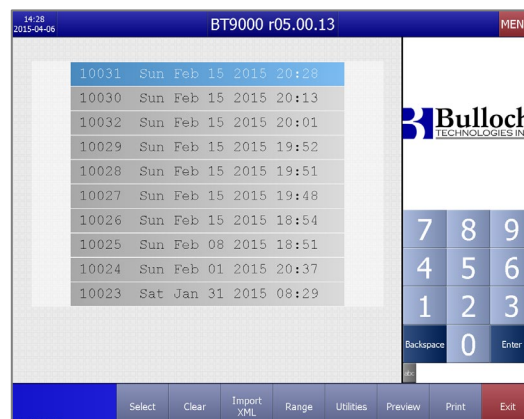 14:28
2015-04-06
BT9000 r05.00.13
MEN
10031 Sun Feb 15 2015 20:28
10030 Sun Feb 15 2015 20:13
10032 Sun Feb 15 2015 20:01
10029 Sun Feb 15 2015 19:52
10028 Sun Feb 15 2015 19:51
10027 Sun Feb 15 2015 19:48
10026 Sun Feb 15 2015 18:54
10025 Sun Feb 08 2015 18:51
10024 Sun Feb 01 2015 20:37
10023 Sat Jan 31 2015 08:29
Bulloch
TECHNOLOGIES IN
7 8 9
4 5 6
1 2 3
Backspace 0 Enter
abc
Select Clear Import XML Range Utilities Preview Print Exit